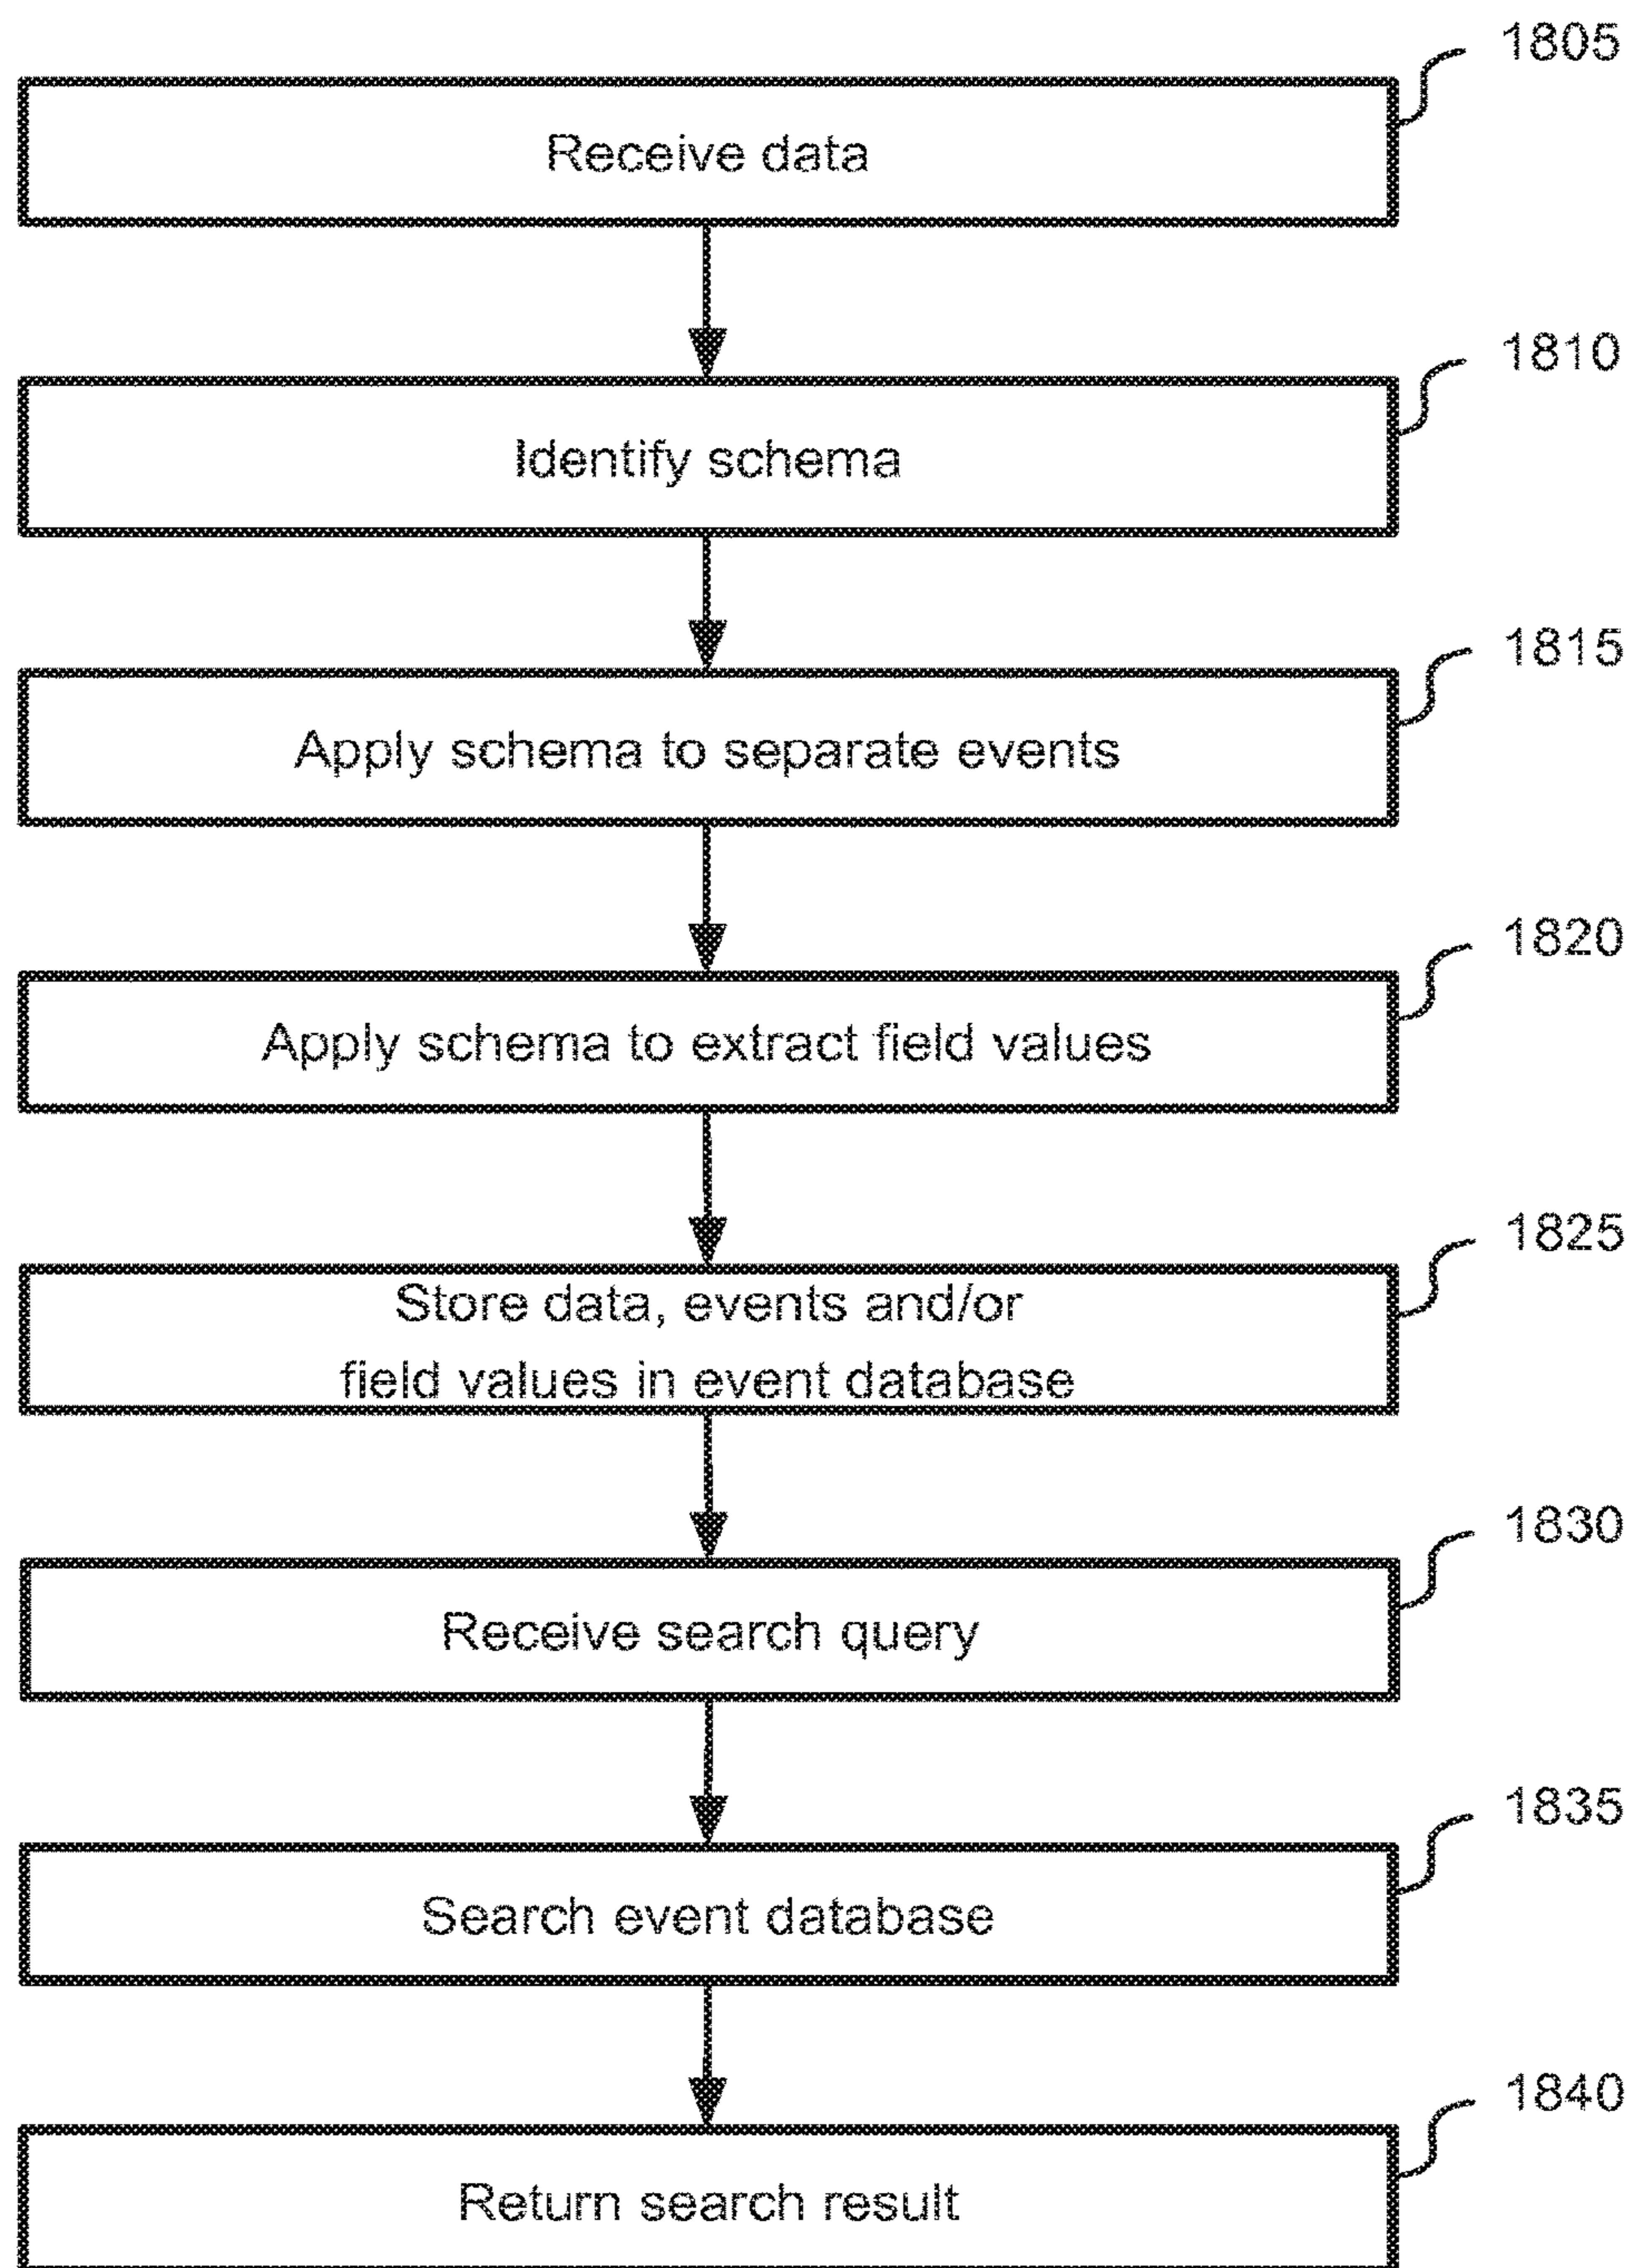 1805
Receive data
1810
Identify schema
1815
Apply schema to separate events
1820
Apply schema to extract field values
1825
Store data, events and/or
field values in event database
1830
Receive search query
1835
Search event database
1840
Return search result